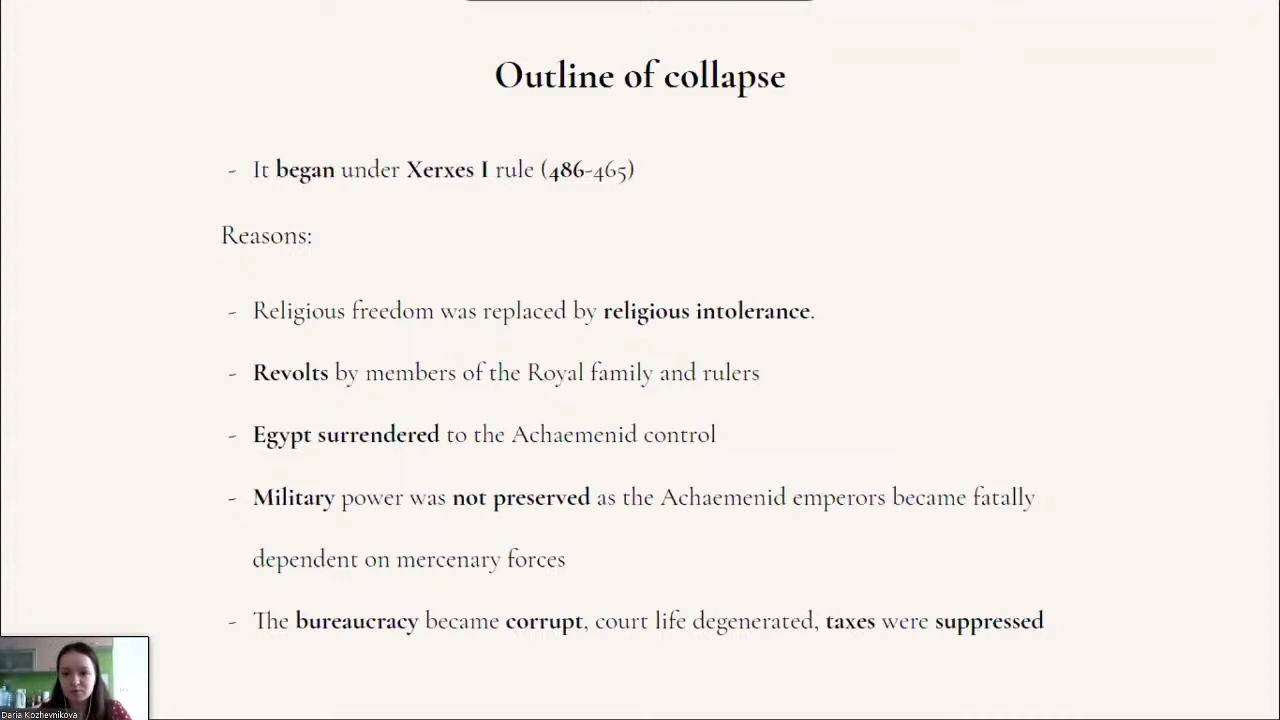 Outline of collapse
- It began under Xerxes I rule (486-465)
Reasons:
- Religious freedom was replaced by religious intolerance.
- Revolts by members of the Royal family and rulers
- Egypt surrendered to the Achaemenid control
- Military power was not preserved as the Achaemenid emperors became fatally
dependent on mercenary forces
- The bureaucracy became corrupt, court life degenerated, taxes were suppressed
Daria Kozhevnikova